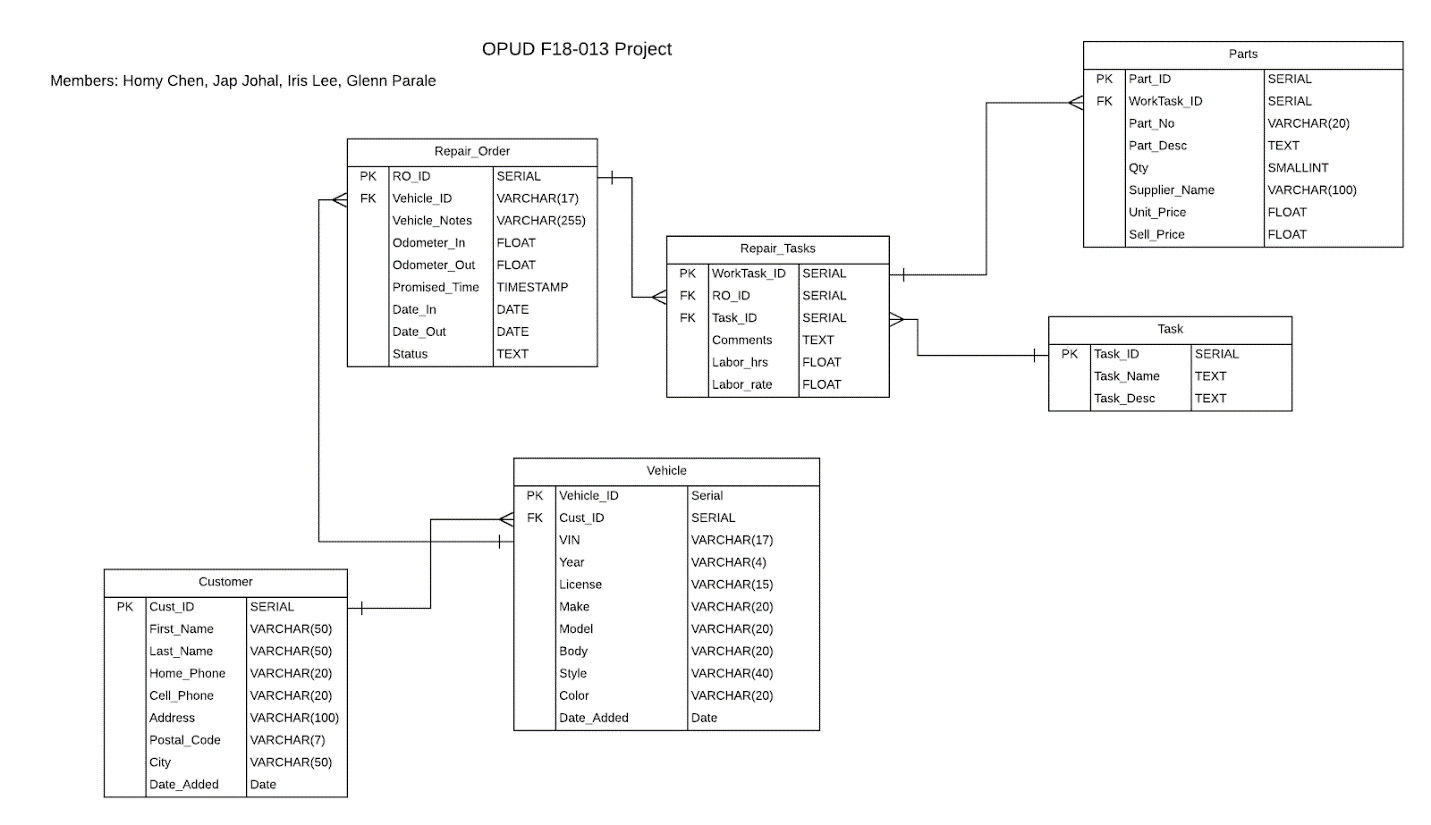 OPUD F18-013 Project
Members: Homy Chen, Jap Johal, Iris Lee, Glenn Parale
Parts
PK Part_ID SERIAL
FK WorkTask_ID SERIAL
Part_No VARCHAR(20)
Part_Desc TEXT
Qty SMALLINT
Supplier_Name VARCHAR(100)
Unit_Price FLOAT
Sell_Price FLOAT
Repair_Order
PK RO_ID SERIAL
FK Vehicle_ID VARCHAR(17)
Vehicle_Notes VARCHAR(255)
Odometer_In FLOAT
Odometer_Out FLOAT
Promised_Time TIMESTAMP
Date_In DATE
Date_Out DATE
Status TEXT
Repair_Tasks
PK WorkTask_ID SERIAL
FK RO_ID SERIAL
FK Task_ID SERIAL
Comments TEXT
Labor_hrs FLOAT
Labor_rate FLOAT
Task
PK Task_ID SERIAL
Task_Name TEXT
Task_Desc TEXT
Vehicle
PK Vehicle_ID Serial
FK Cust_ID SERIAL
VIN VARCHAR(17)
Year VARCHAR(4)
License VARCHAR(15)
Make VARCHAR(20)
Model VARCHAR(20)
Body VARCHAR(20)
Style VARCHAR(40)
Color VARCHAR(20)
Date_Added Date
Customer
PK Cust_ID SERIAL
First_Name VARCHAR(50)
Last_Name VARCHAR(50)
Home_Phone VARCHAR(20)
Cell_Phone VARCHAR(20)
Address VARCHAR(100)
Postal_Code VARCHAR(7)
City VARCHAR(50)
Date_Added Date